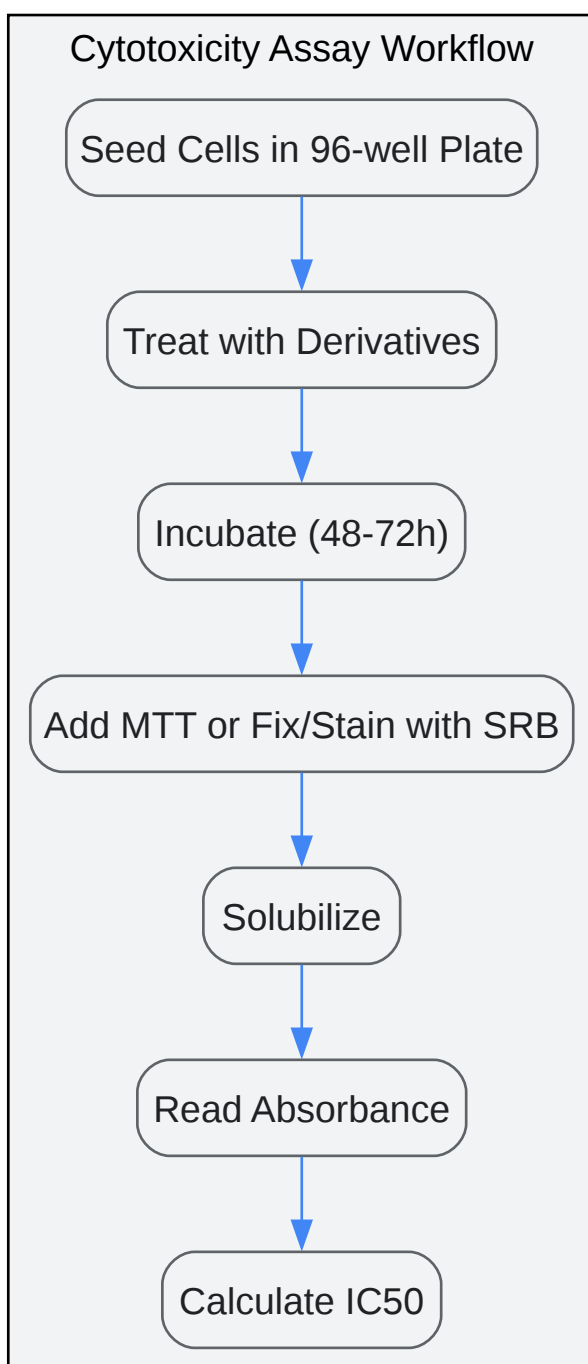 Cytotoxicity Assay Workflow
Seed Cells in 96-well Plate
Treat with Derivatives
Incubate (48-72h)
Add MTT or Fix/Stain with SRB
Solubilize
Read Absorbance
Calculate IC50